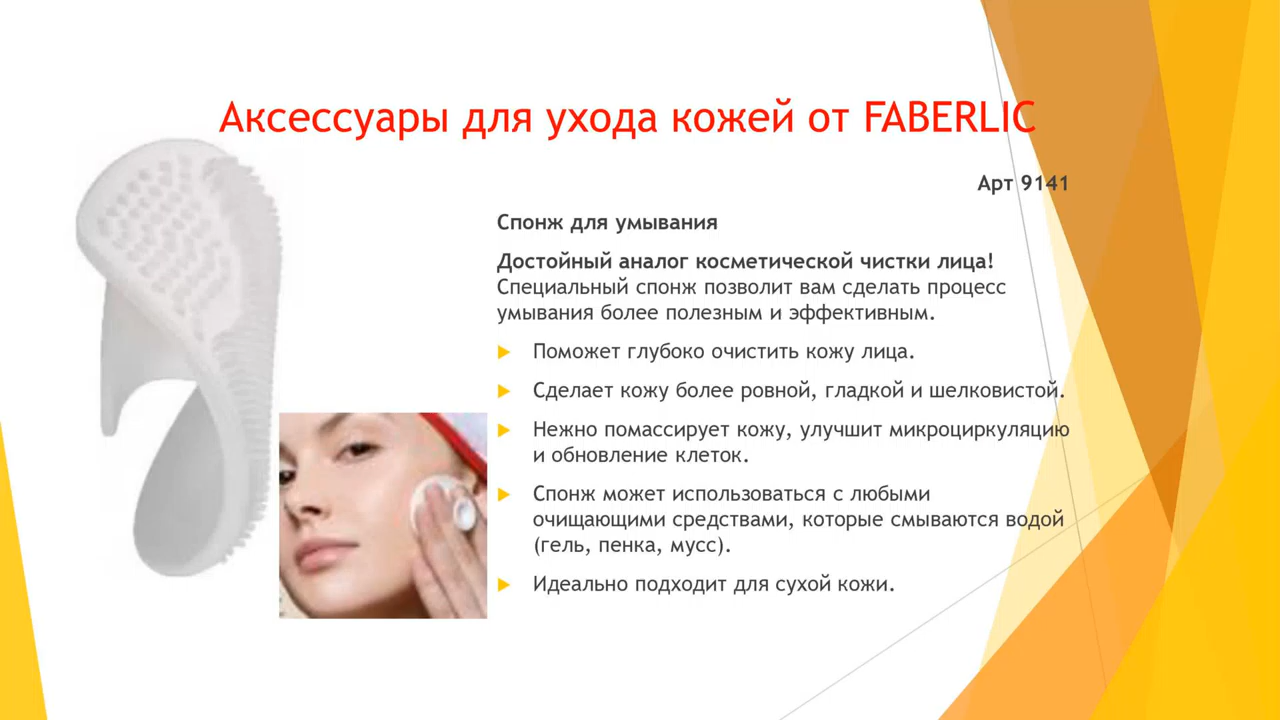 Аксессуары для ухода кожей от FABERLIC
Арт 9141
Спонж для умывания
Достойный аналог косметической чистки лица!
Специальный спонж позволит вам сделать процесс
умывания более полезным и эффективным.
Поможет глубоко очистить кожу лица.
Сделает кожу более ровной, гладкой и шелковистой.
Нежно помассирует кожу, улучшит микроциркуляцию
и обновление клеток.
Спонж может использоваться с любыми
очищающими средствами, которые смываются водой
(гель, пенка, мусс).
Идеально подходит для сухой кожи.